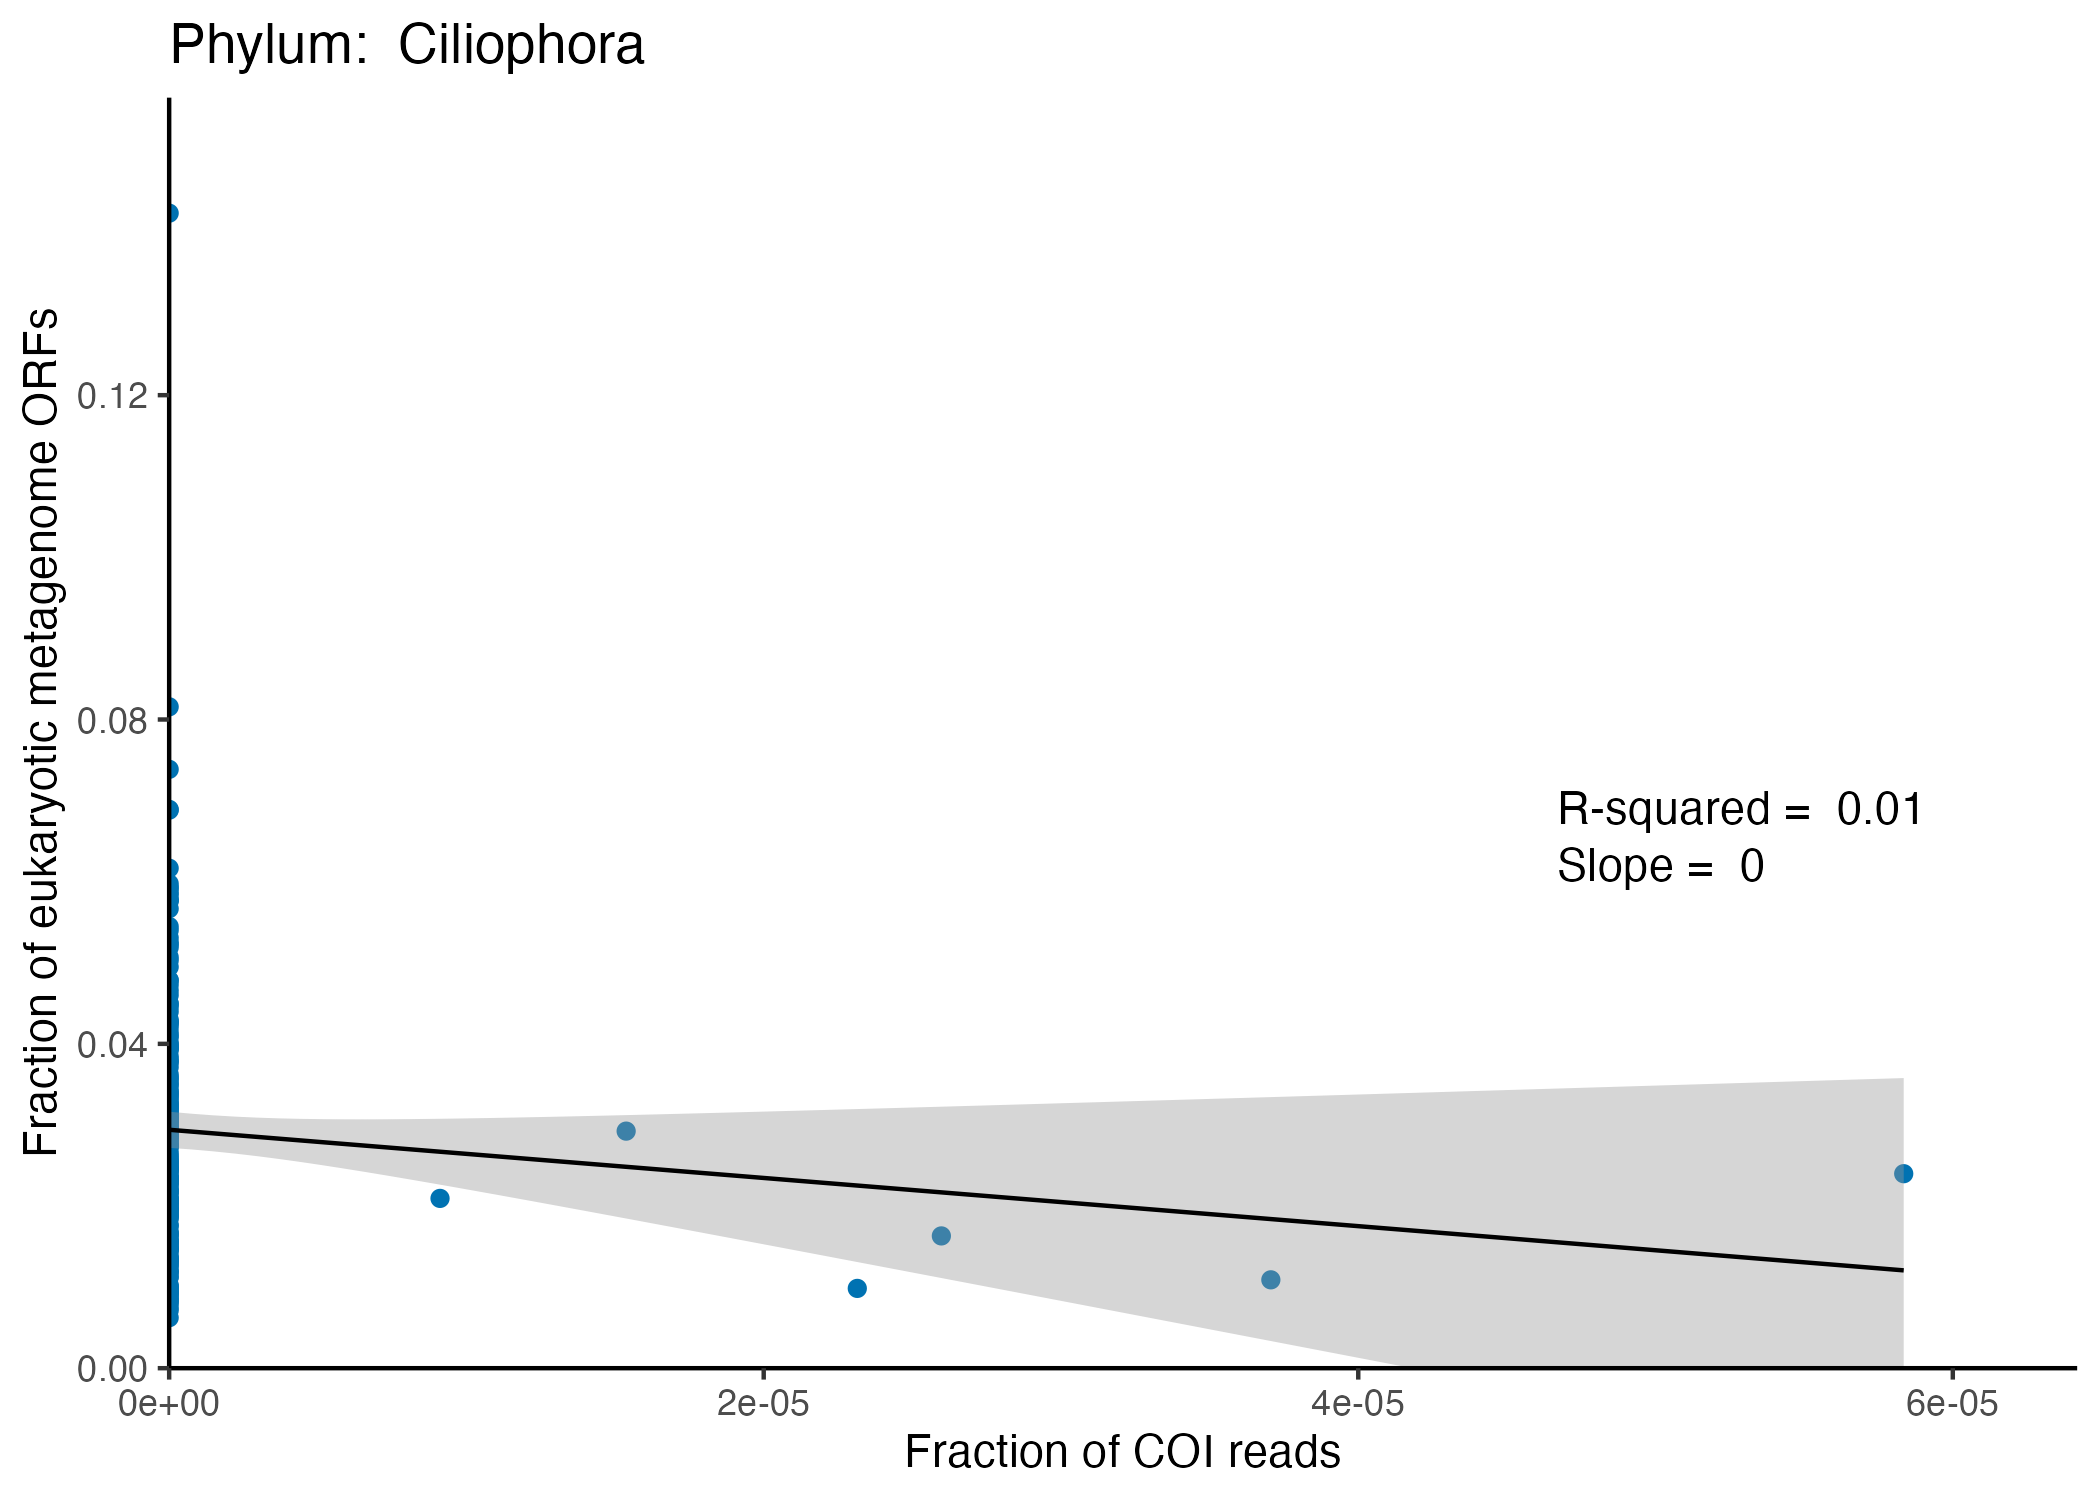 Phylum:  Ciliophora
Fraction of eukaryotic metagenome ORFs
0.12
0.08
0.04
0.00
R-squared =  0.01
Slope =  0
0e+00
2e-05
4e-05
6e-05
Fraction of COI reads